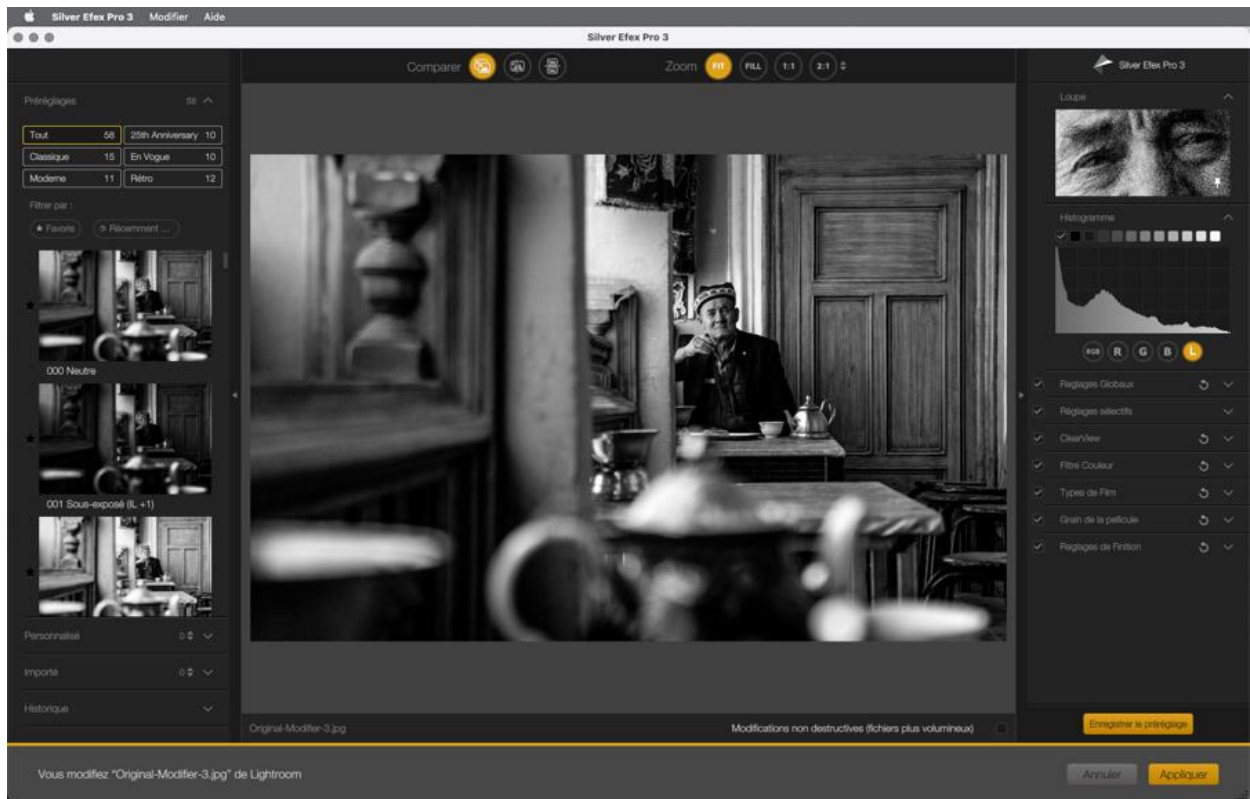 Silver Efex Pro 3 Modifier Aide
Silver Efex Pro 3
Comparer Zoom FIT FILL 1:1 2:1
Silver Efex Pro 3
Préréglages 58
Tout 58 25th Anniversary 10
Classique 15 En Vogue 10
Moderne 11 Rétro 12
Filtrer par :
Favoris Récemment ...
000 Neutre
001 Sous-exposé (IL +1)
Personnalisé 0
Importé 0
Historique
Loupe
Histogramme
RGB R G B L
Reglages Globaux
Réglages sélectifs
ClearView
Filtre Couleur
Types de Film
Grain de la pellicule
Reglages de Finition
Enregistrer le préréglage
Original-Modifier-3.jpg Modifications non destructives (fichiers plus volumineux)
Vous modifiez “Original-Modifier-3.jpg” de Lightroom Annuler Appliquer